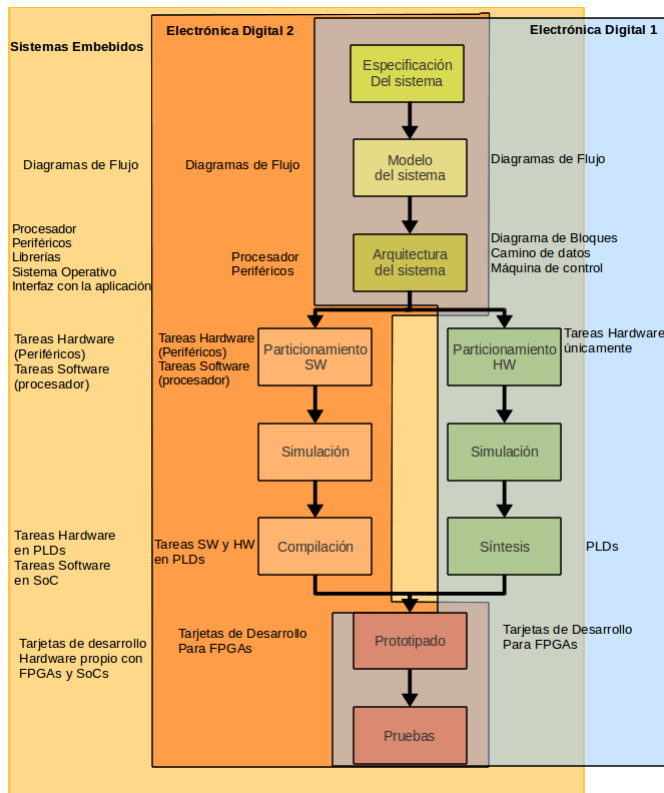 Sistemas Embebidos
Electrónica Digital 2
Electrónica Digital 1
Especificación
Del sistema
Diagramas de Flujo
Diagramas de Flujo
Modelo
del sistema
Diagramas de Flujo
Procesador
Periféricos
Librerías
Sistema Operativo
Interfaz con la aplicación
Procesador
Periféricos
Arquitectura
del sistema
Diagrama de Bloques
Camino de datos
Máquina de control
Tareas Hardware
(Periféricos)
Tareas Software
(procesador)
Tareas Hardware
(Periféricos)
Tareas Software
(procesador)
Particionamiento
SW
Particionamiento
HW
Tareas Hardware
únicamente
Simulación
Simulación
Tareas Hardware
en PLDs
Tareas Software
en SoC
Tareas SW y HW
en PLDs
Compilación
Síntesis
PLDs
Tarjetas de desarrollo
Hardware propio con
FPGAs y SoCs
Tarjetas de Desarrollo
Para FPGAs
Prototipado
Tarjetas de Desarrollo
Para FPGAs
Pruebas